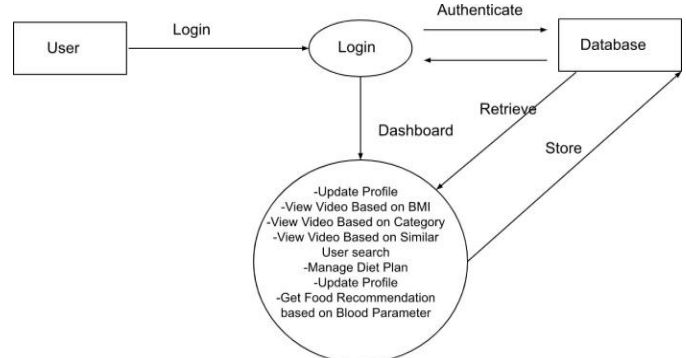 Authenticate
User
Login
Login
Database
Dashboard
Retrieve
Store
-Update Profile
-View Video Based on BMI
-View Video Based on Category
-View Video Based on Similar
User search
-Manage Diet Plan
-Update Profile
-Get Food Recommendation
based on Blood Parameter